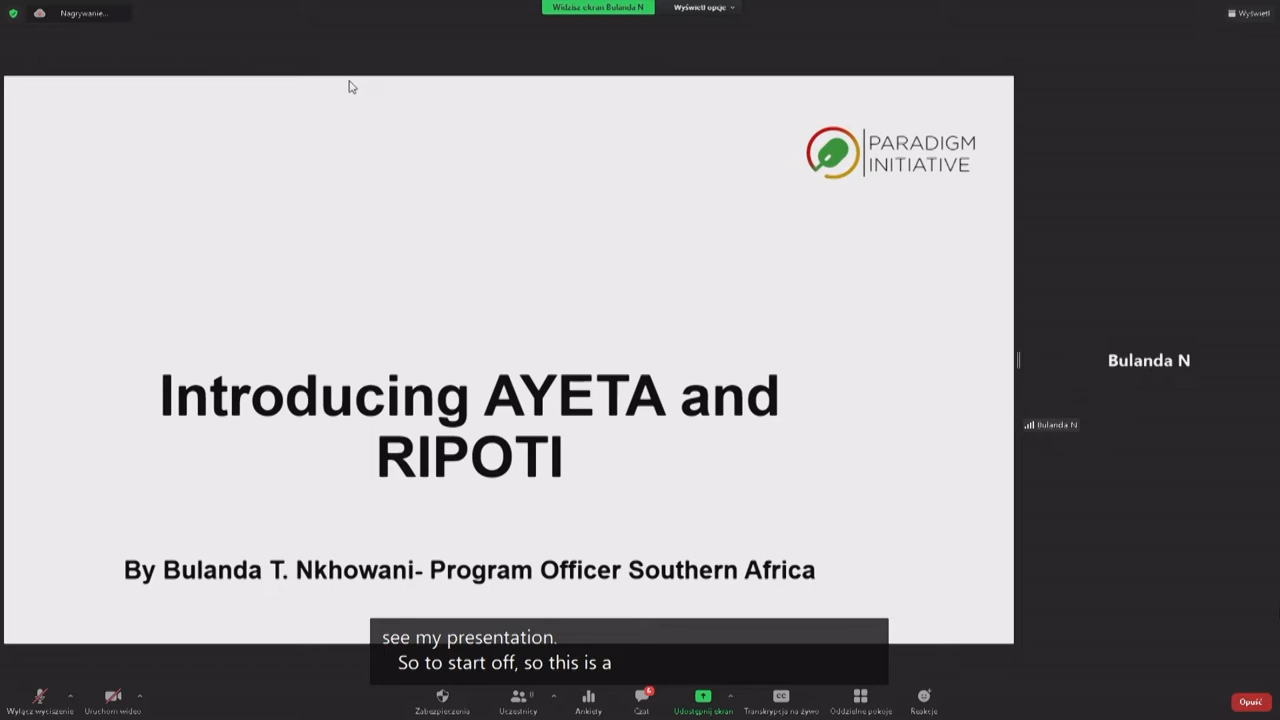 Nagrywanie...
Widzisz ekran Bulanda N
Wyświetl opcje
Wyświetl
PARADIGM
INITIATIVE
Introducing AYETA and
RIPOTI
By Bulanda T. Nkhowani- Program Officer Southern Africa
Bulanda N
Bulanda N
see my presentation.
So to start off, so this is a
Wyłącz wyciszenie
Uruchom wideo
Zabezpieczenia
Uczestnicy
Ankiety
6
Czat
Udostępnij ekran
CC
Transkrypcja na żywo
Oddzielne pokoje
Reakcje
Opuść